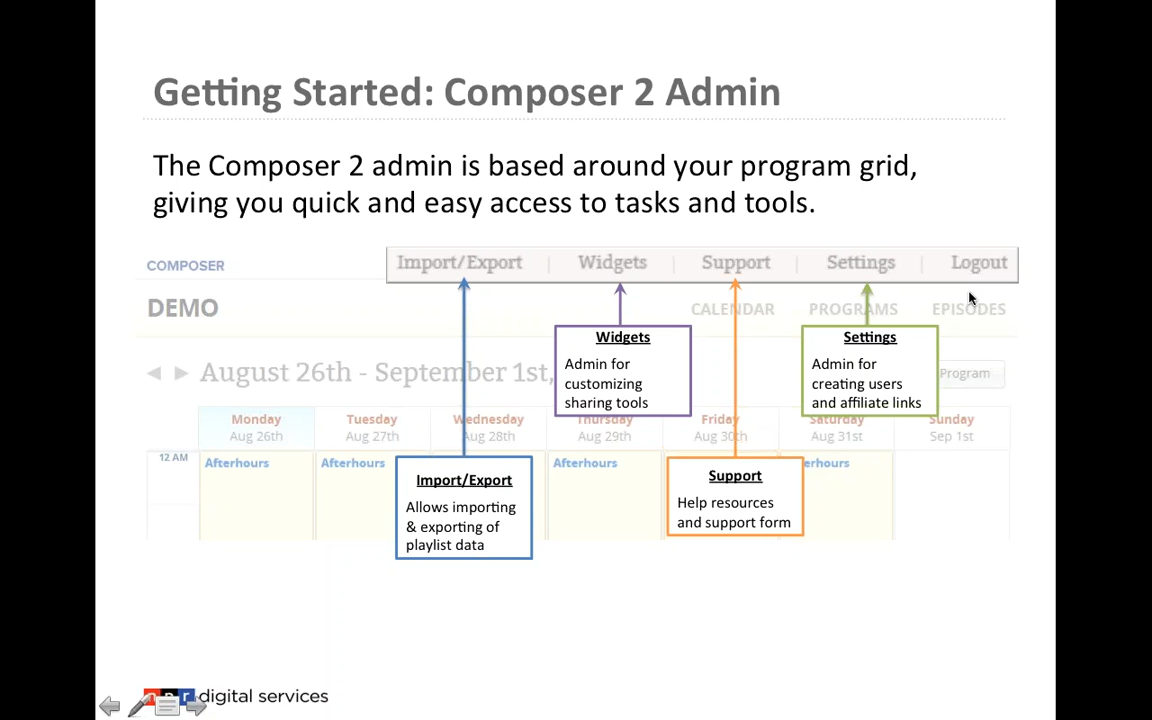 Getting Started: Composer 2 Admin
The Composer 2 admin is based around your program grid,
giving you quick and easy access to tasks and tools.
COMPOSER
Import/Export | Widgets | Support | Settings | Logout
DEMO
CALENDAR PROGRAMS EPISODES
Widgets
Admin for
customizing
sharing tools
Settings
Admin for
creating users
and affiliate links
August 26th - September 1st,
Program
Monday Tuesday Wednesday Thursday Friday Saturday Sunday
Aug 26th Aug 27th Aug 28th Aug 29th Aug 30th Aug 31st Sep 1st
12 AM
Afterhours Afterhours Afterhours erhours
Import/Export
Allows importing
& exporting of
playlist data
Support
Help resources
and support form
npr digital services